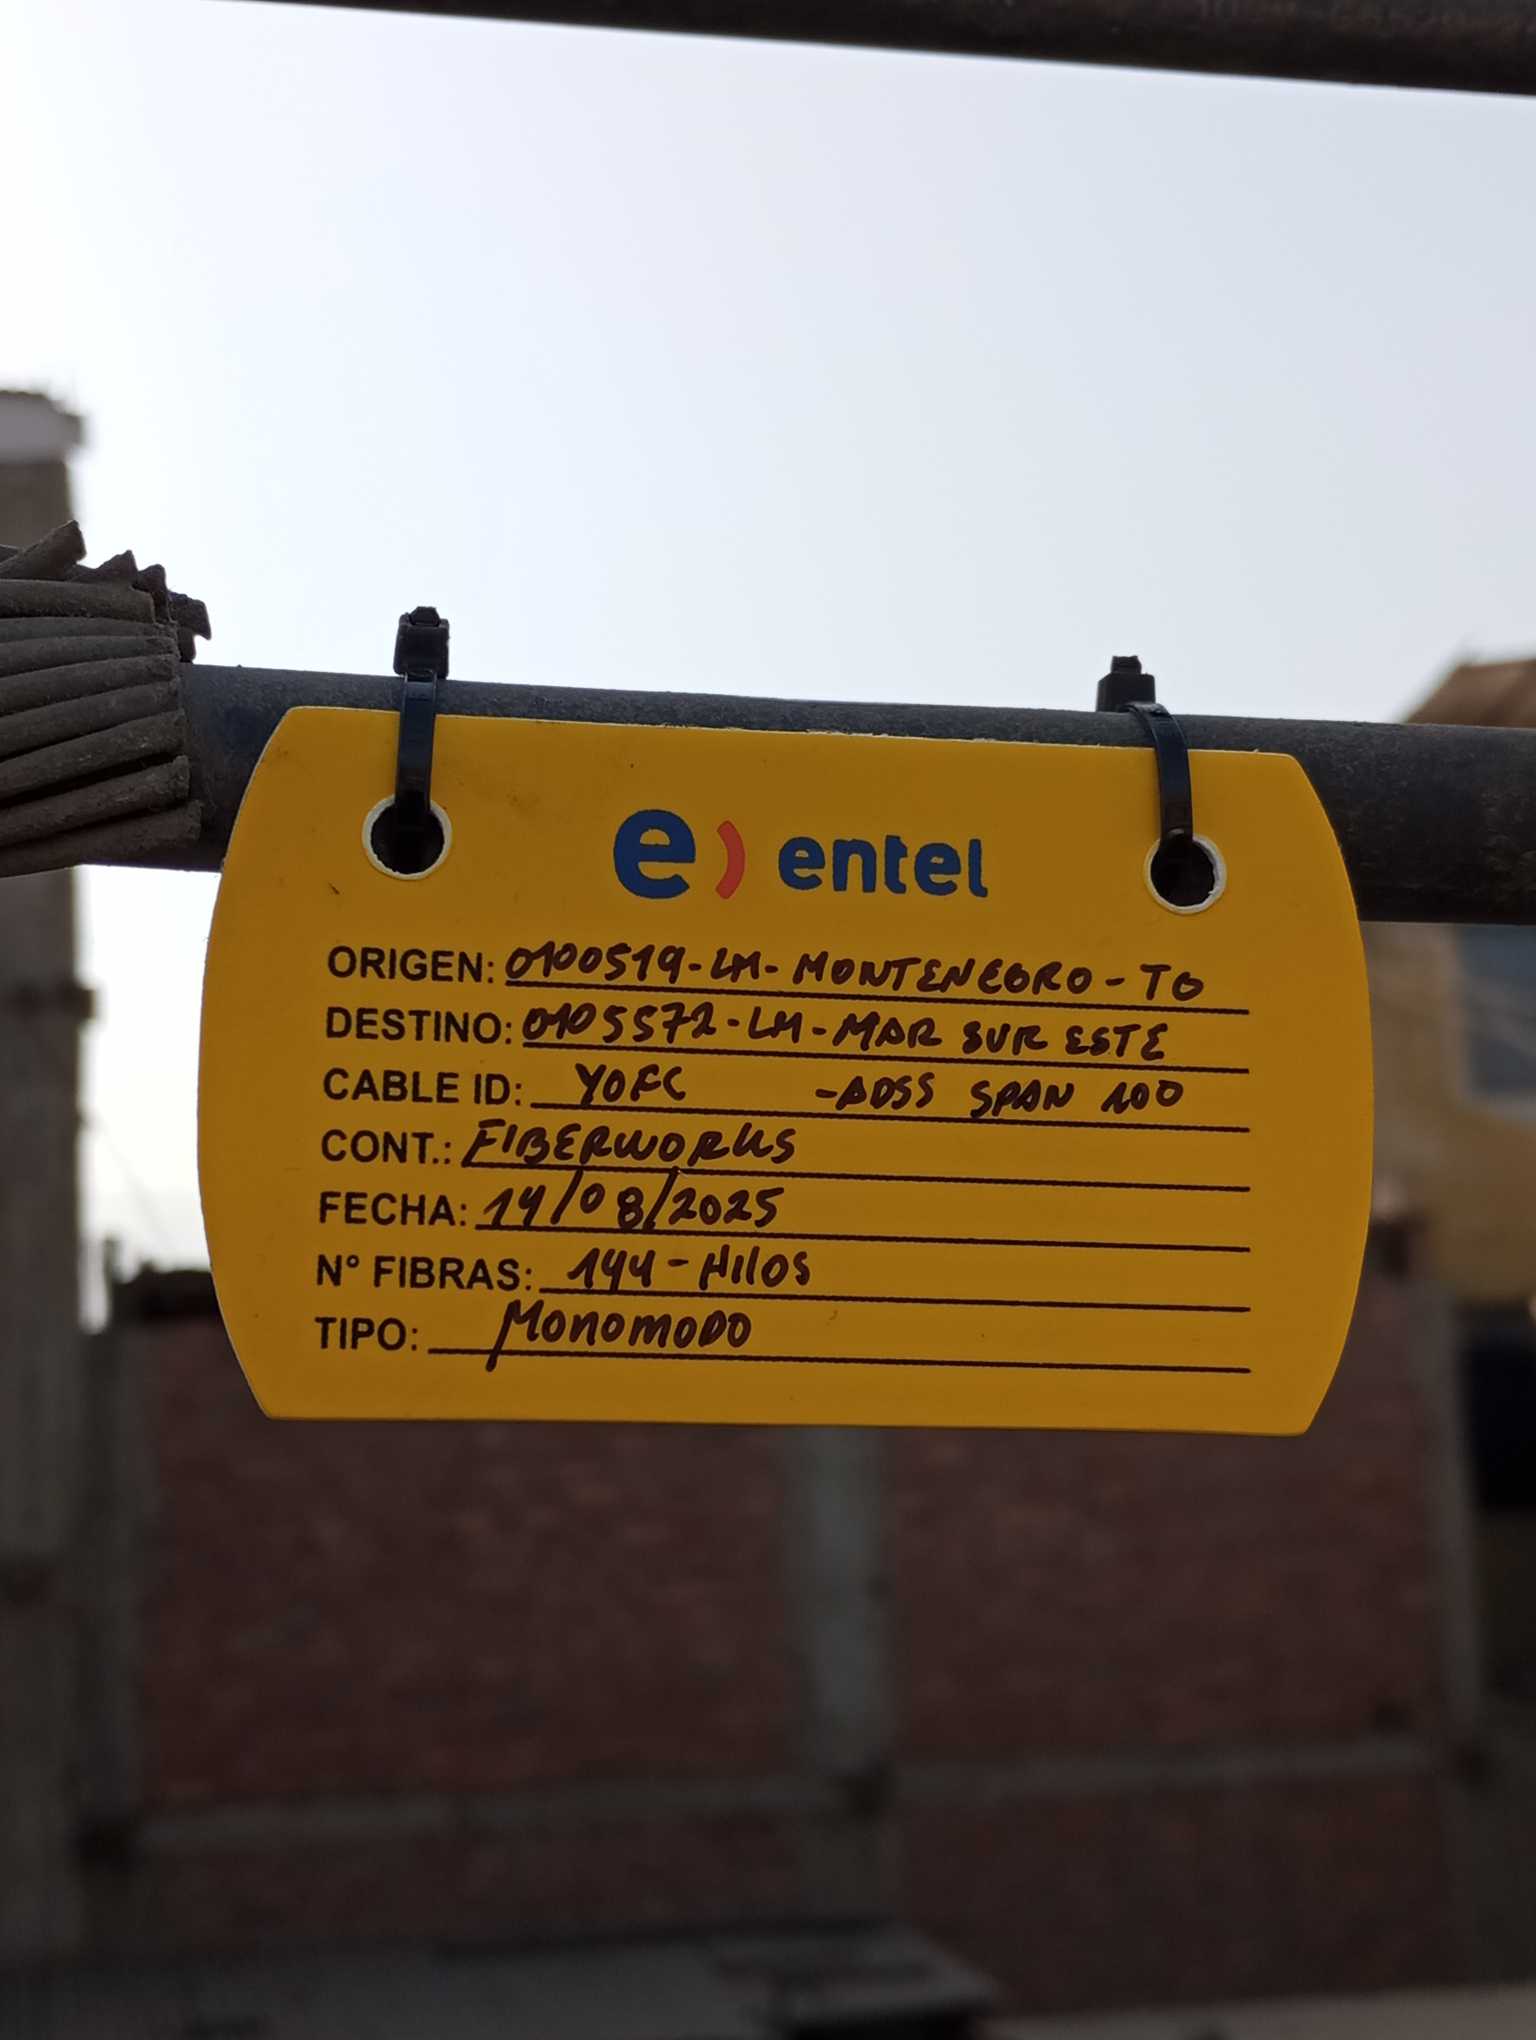 e) entel
ORIGEN: 0100519-LM-MONTENEGRO-TG
DESTINO: 0105572-LM-MAR SUR ESTE
CABLE ID: YOFC -ADSS SPAN 100
CONT.: FIBERWORKS
FECHA: 14/08/2025
N° FIBRAS: 144-Hilos
TIPO: MONOMODO